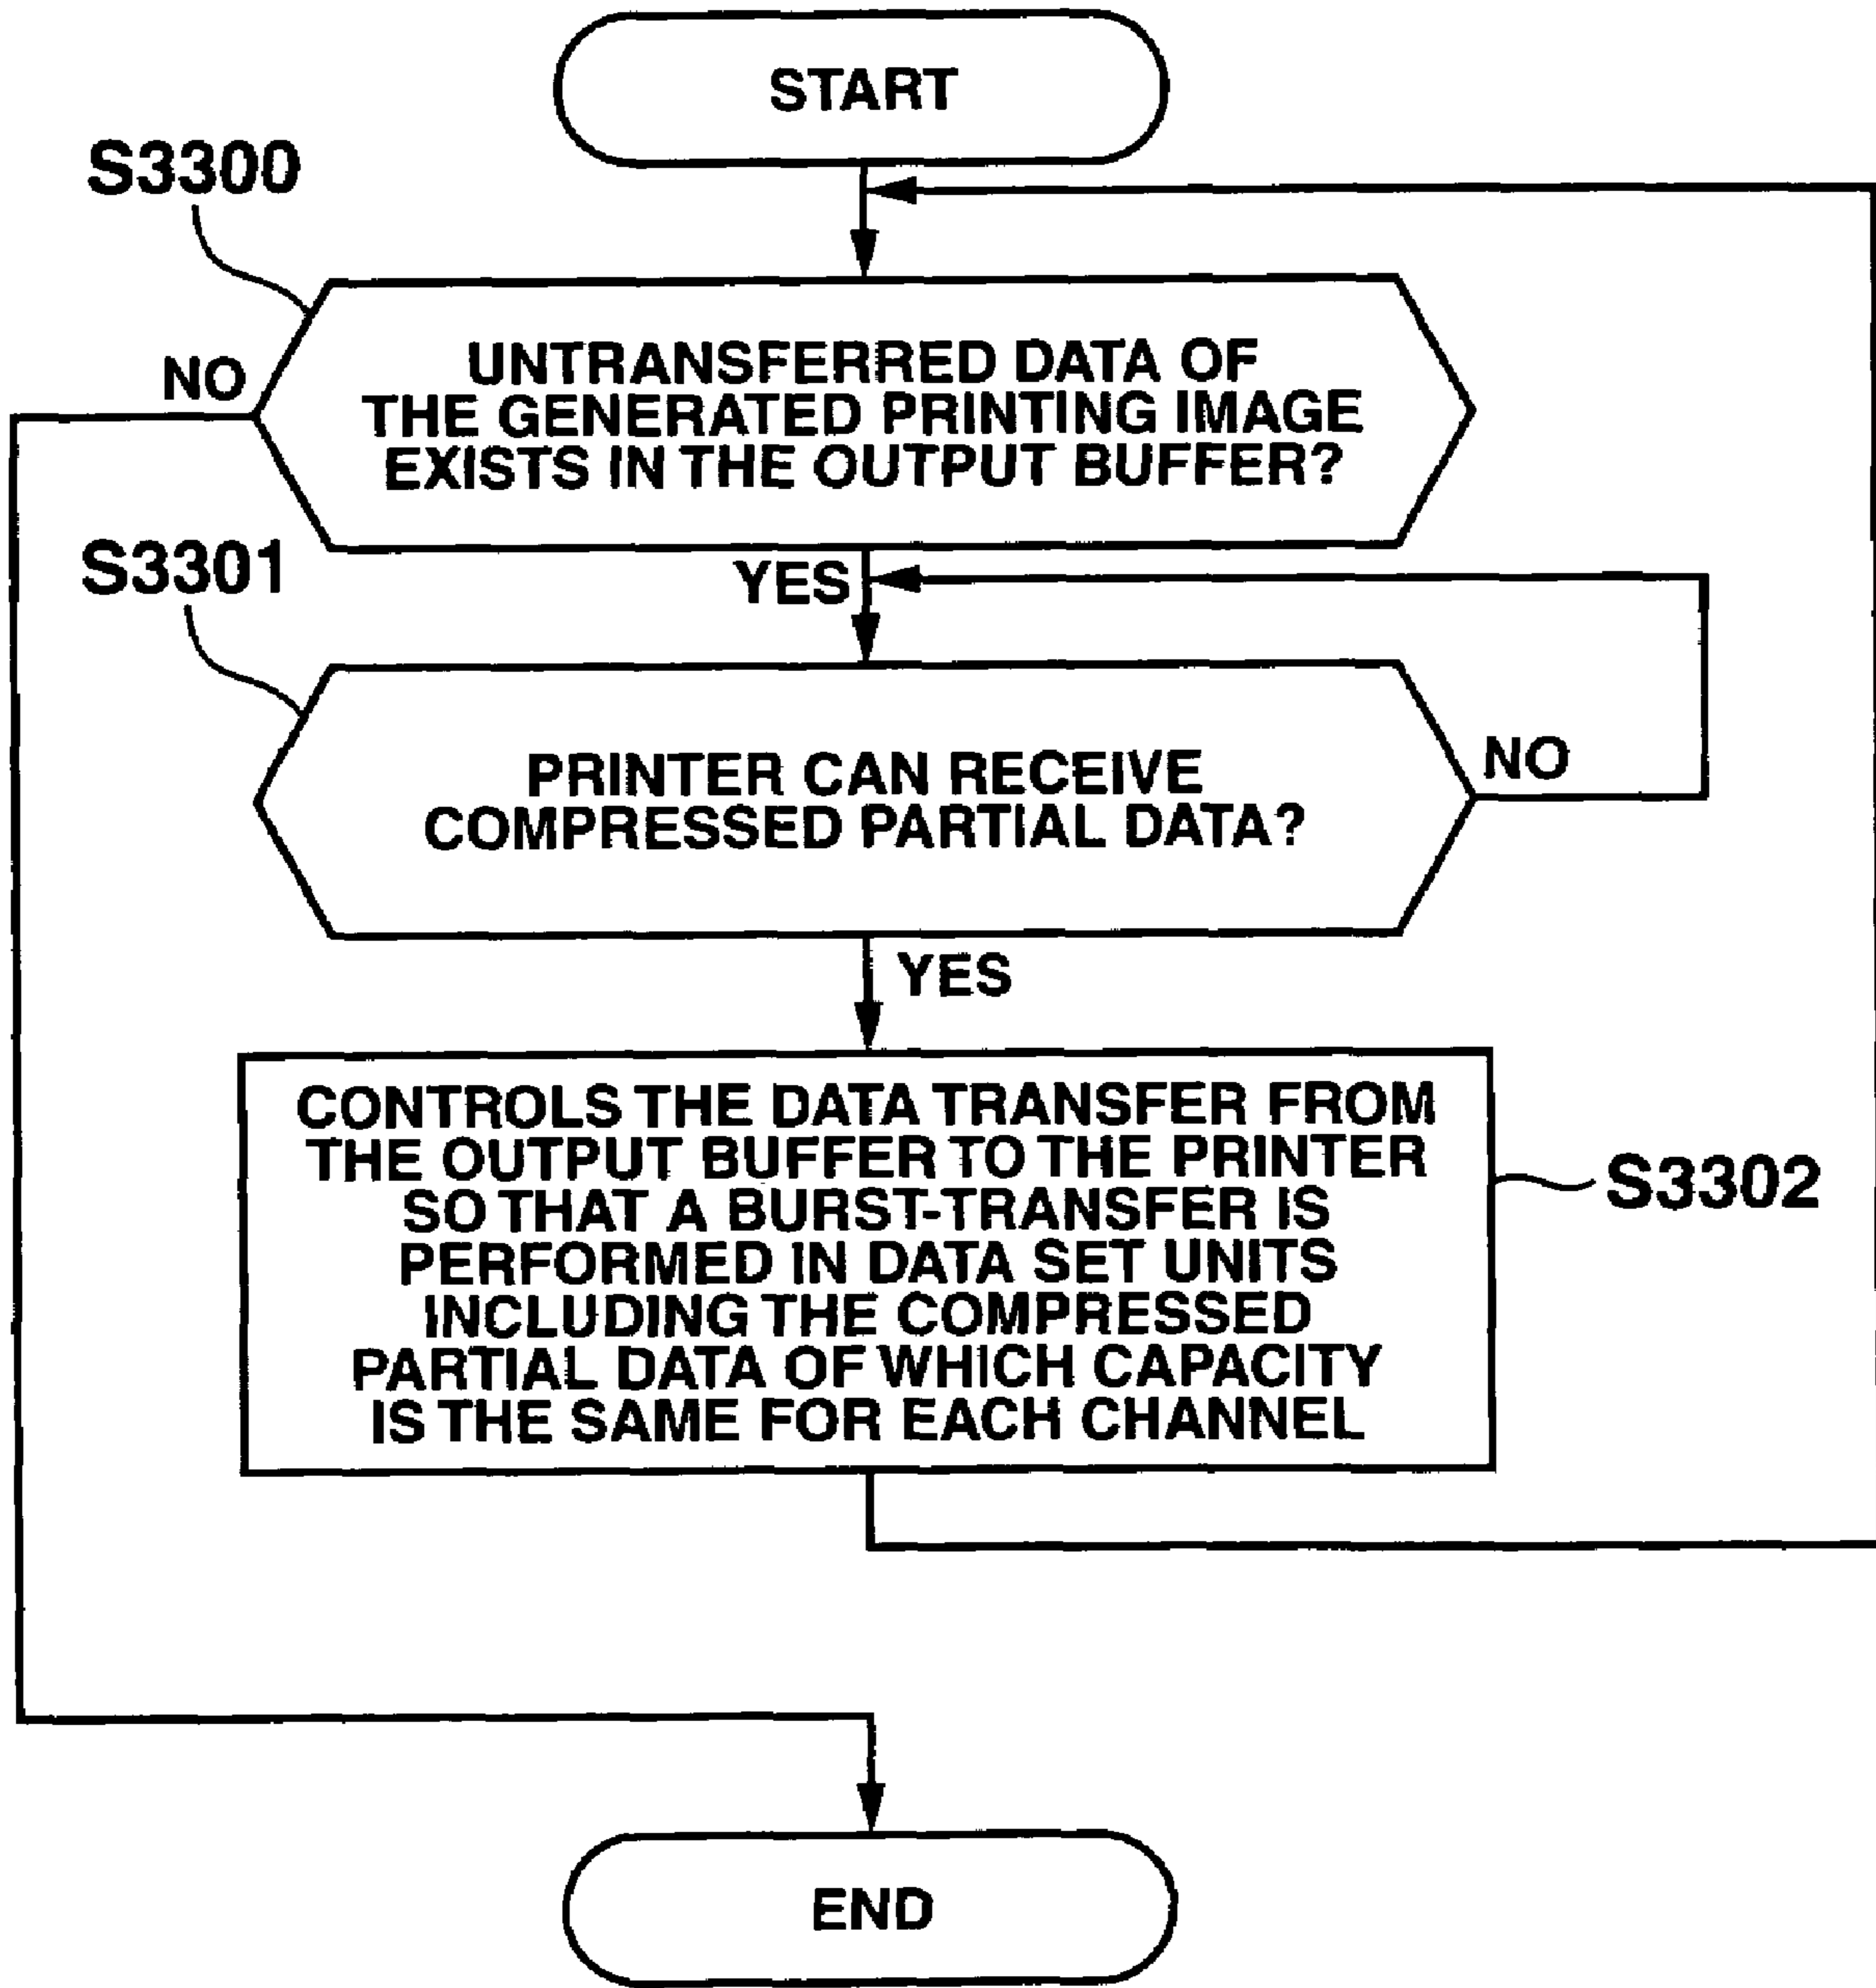 START
S3300
NO
UNTRANSFERRED DATA OF
THE GENERATED PRINTING IMAGE
EXISTS IN THE OUTPUT BUFFER?
S3301
YES
PRINTER CAN RECEIVE
COMPRESSED PARTIAL DATA?
NO
YES
CONTROLS THE DATA TRANSFER FROM
THE OUTPUT BUFFER TO THE PRINTER
SO THAT A BURST-TRANSFER IS
PERFORMED IN DATA SET UNITS
INCLUDING THE COMPRESSED
PARTIAL DATA OF WHICH CAPACITY
IS THE SAME FOR EACH CHANNEL
S3302
END